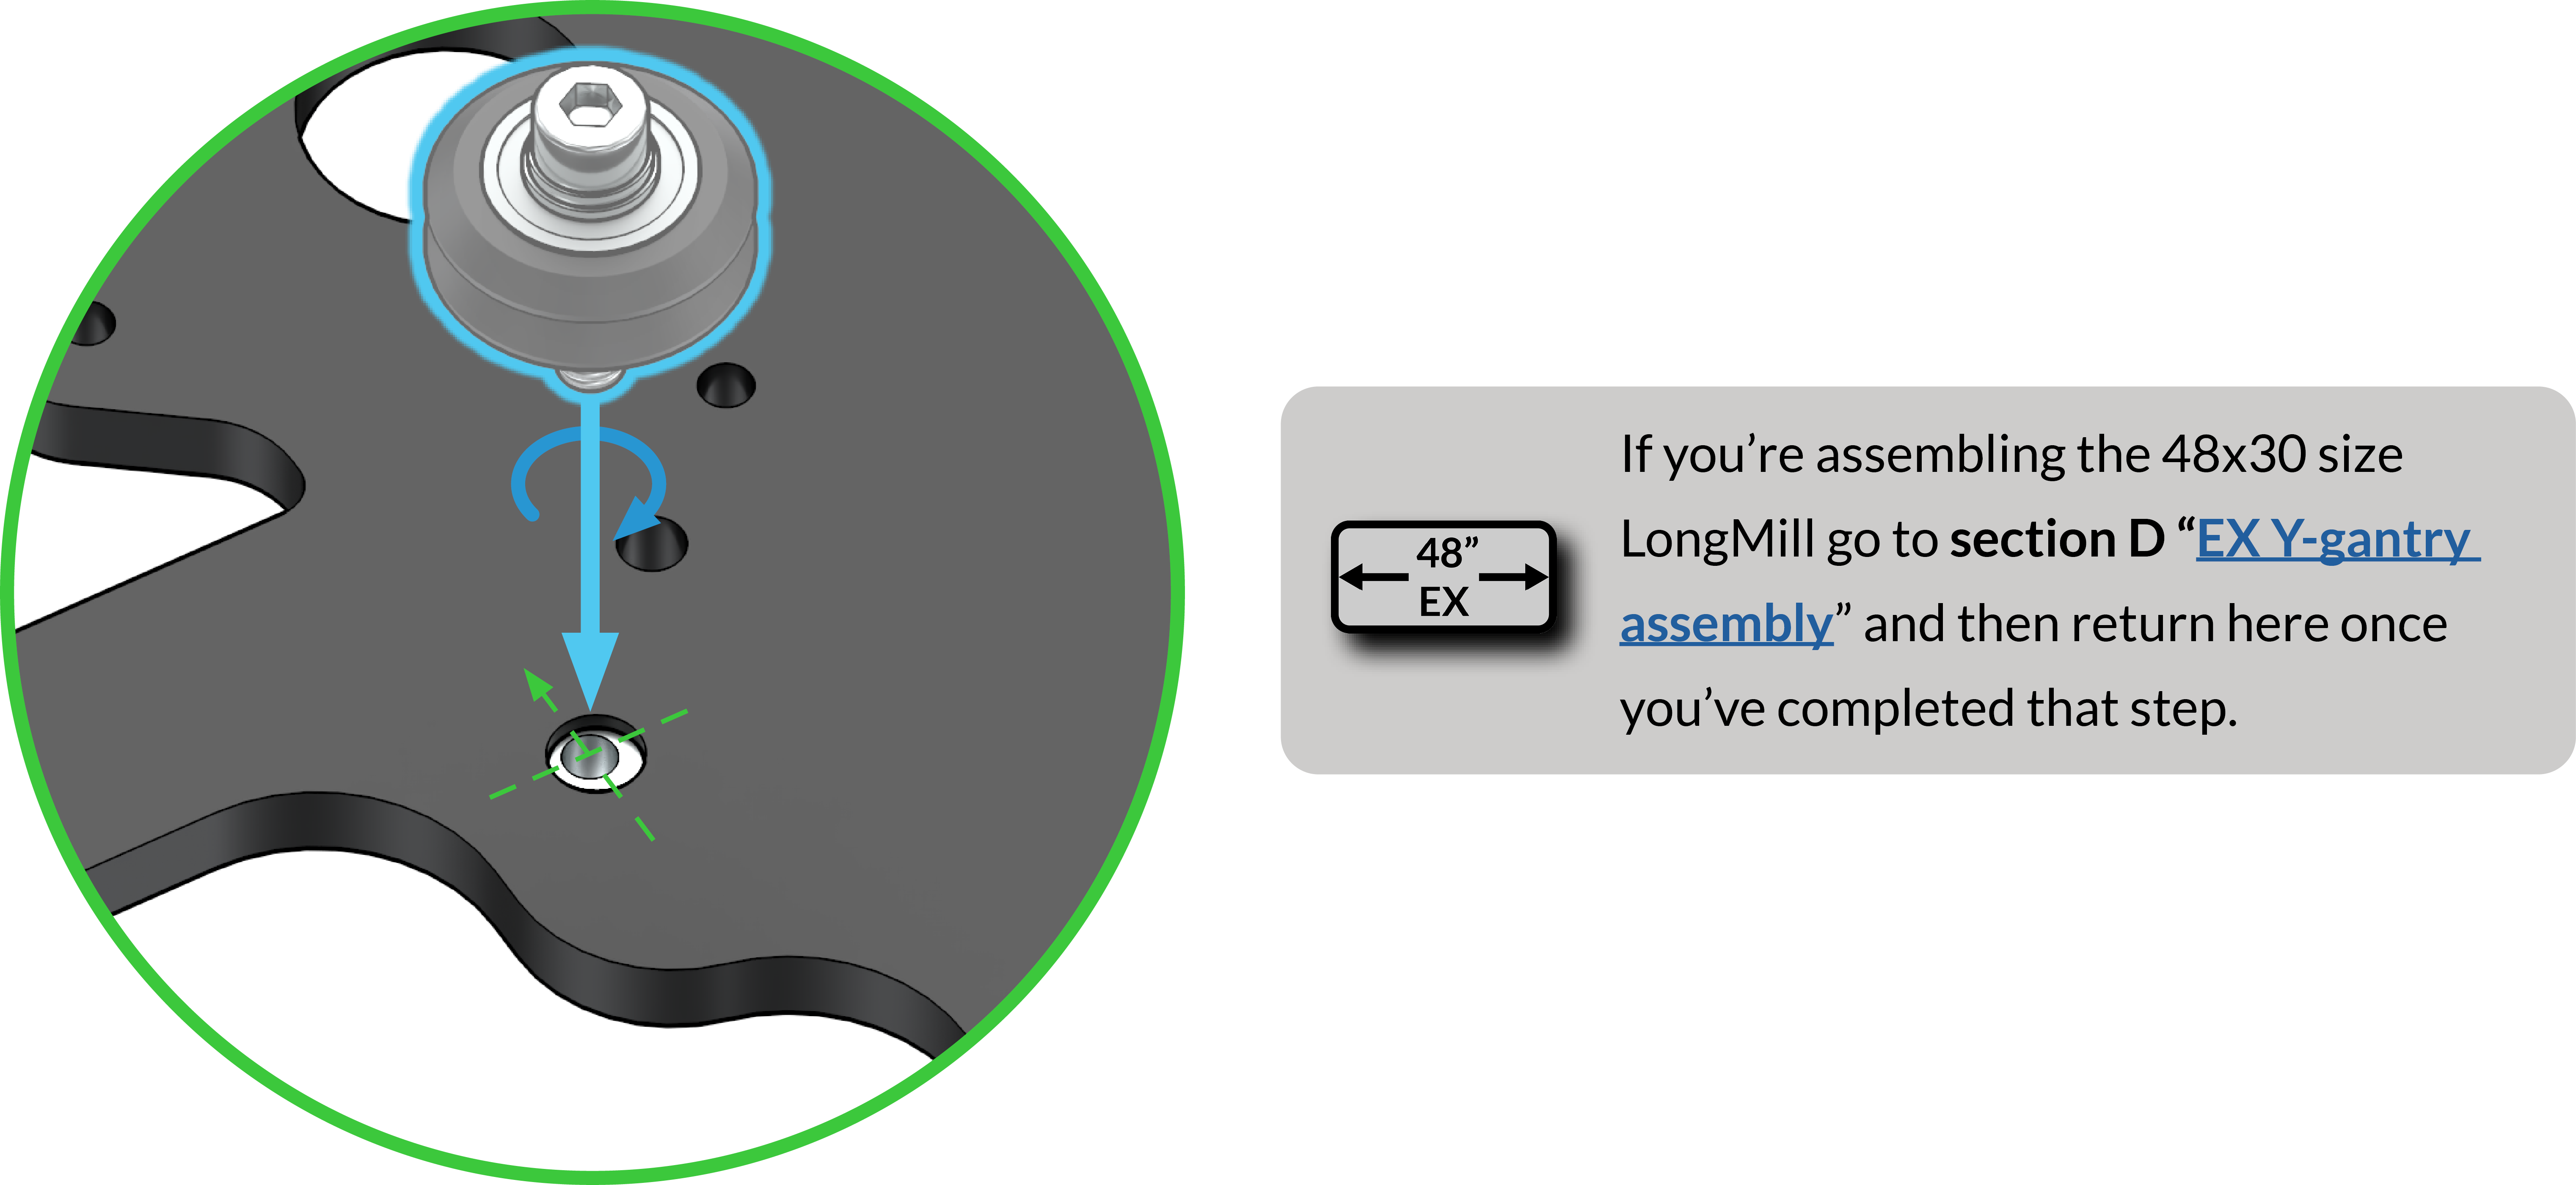 48”
EX
If you’re assembling the 48x30 size
LongMill go to section D “EX Y-gantry
assembly” and then return here once
you’ve completed that step.